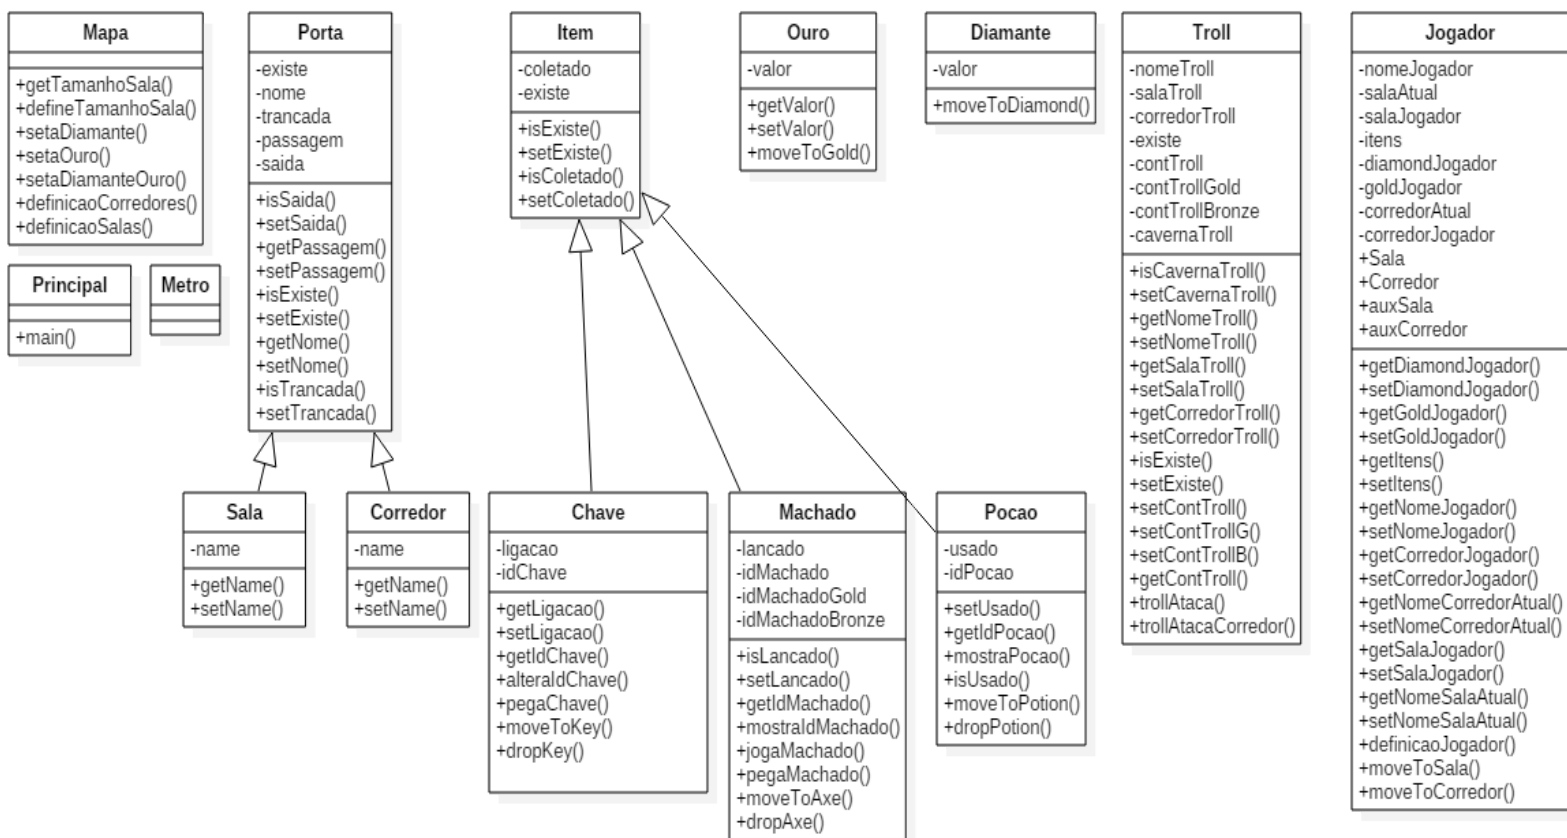 Mapa
+getTamanhoSala()
+defineTamanhoSala()
+setaDiamante()
+setaOuro()
+setaDiamanteOuro()
+definicaoCorredores()
+definicaoSalas()
Principal
+main()
Metro
Porta
-existe
-nome
-trancada
-passagem
-saida
+isSaida()
+setSaida()
+getPassagem()
+setPassagem()
+isExiste()
+setExiste()
+getNome()
+setNome()
+isTrancada()
+setTrancada()
Item
-coletado
-existe
+isExiste()
+setExiste()
+isColetado()
+setColetado()
Ouro
-valor
+getValor()
+setValor()
+moveToGold()
Diamante
-valor
+moveToDiamond()
Troll
-nomeTroll
-salaTroll
-corredorTroll
-existe
-contTroll
-contTrollGold
-contTrollBronze
-cavernaTroll
+isCavernaTroll()
+setCavernaTroll()
+getNomeTroll()
+setNomeTroll()
+getSalaTroll()
+setSalaTroll()
+getCorredorTroll()
+setCorredorTroll()
+isExiste()
+setExiste()
+setContTroll()
+setContTrollG()
+setContTrollB()
+getContTroll()
+trollAtaca()
+trollAtacaCorredor()
Jogador
-nomeJogador
-salaAtual
-salaJogador
-itens
-diamondJogador
-goldJogador
-corredorAtual
-corredorJogador
+Sala
+Corredor
+auxSala
+auxCorredor
+getDiamondJogador()
+setDiamondJogador()
+getGoldJogador()
+setGoldJogador()
+getItens()
+setItens()
+getNomeJogador()
+setNomeJogador()
+getCorredorJogador()
+setCorredorJogador()
+getNomeCorredorAtual()
+setNomeCorredorAtual()
+getSalaJogador()
+setSalaJogador()
+getNomeSalaAtual()
+setNomeSalaAtual()
+definicaoJogador()
+moveToSala()
+moveToCorredor()
Sala
-name
+getName()
+setName()
Corredor
-name
+getName()
+setName()
Chave
-ligacao
-idChave
+getLigacao()
+setLigacao()
+getIdChave()
+alteraIdChave()
+pegaChave()
+moveToKey()
+dropKey()
Machado
-lancado
-idMachado
-idMachadoGold
-idMachadoBronze
+isLancado()
+setLancado()
+getIdMachado()
+mostraIdMachado()
+jogaMachado()
+pegaMachado()
+moveToAxe()
+dropAxe()
Pocao
-usado
-idPocao
+setUsado()
+getIdPocao()
+mostraPocao()
+isUsado()
+moveToPotion()
+dropPotion()